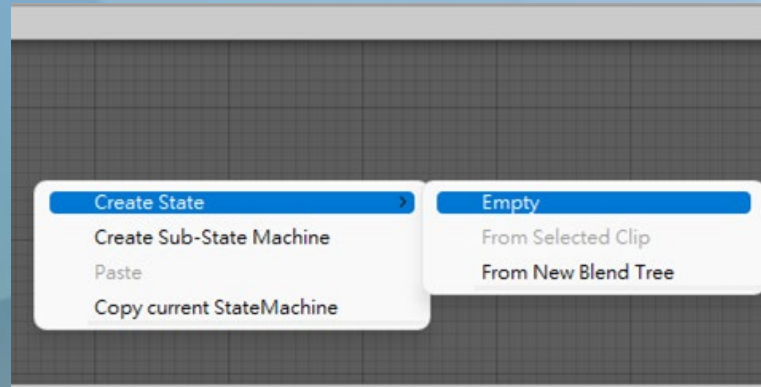 Create State
Create Sub-State Machine
Paste
Copy current StateMachine
Empty
From Selected Clip
From New Blend Tree